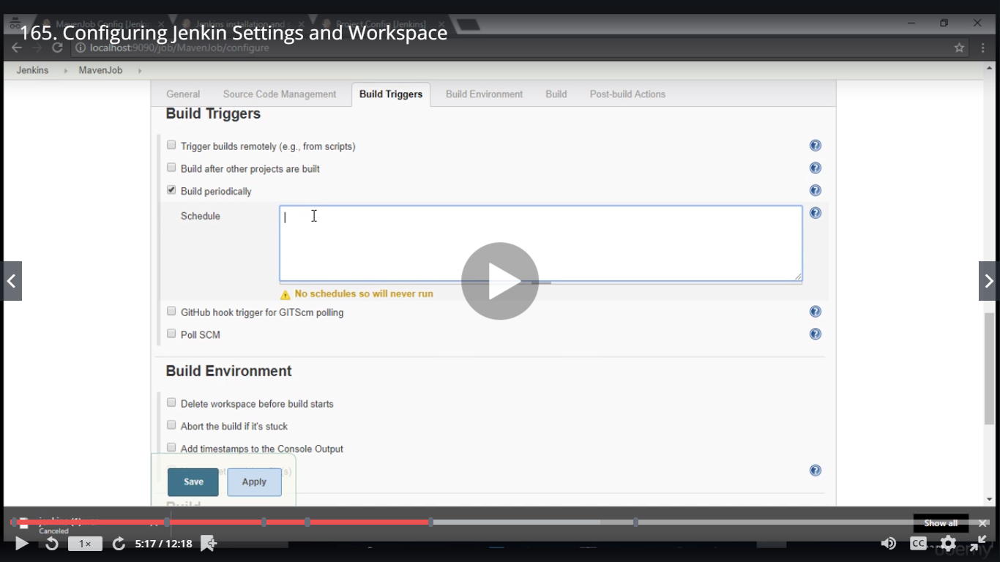 MavenJob Config [Jenk
Jenkins installation and
Project Config [Jenkins]
165. Configuring Jenkin Settings and Workspace
localhost:9090/job/MavenJob/configure
Jenkins MavenJob
General Source Code Management Build Triggers Build Environment Build Post-build Actions
Build Triggers
Trigger builds remotely (e.g., from scripts)
Build after other projects are built
Build periodically
Schedule
No schedules so will never run
GitHub hook trigger for GITScm polling
Poll SCM
Build Environment
Delete workspace before build starts
Abort the build if it's stuck
Add timestamps to the Console Output
Save Apply
Build
Show all
Canceled
1× 5:17 / 12:18 CC
udemy